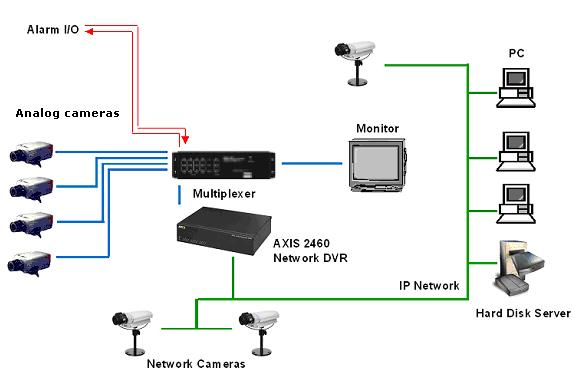 Alarm I/O
PC
Analog cameras
Monitor
Multiplexer
AXIS 2460
Network DVR
IP Network
Hard Disk Server
Network Cameras